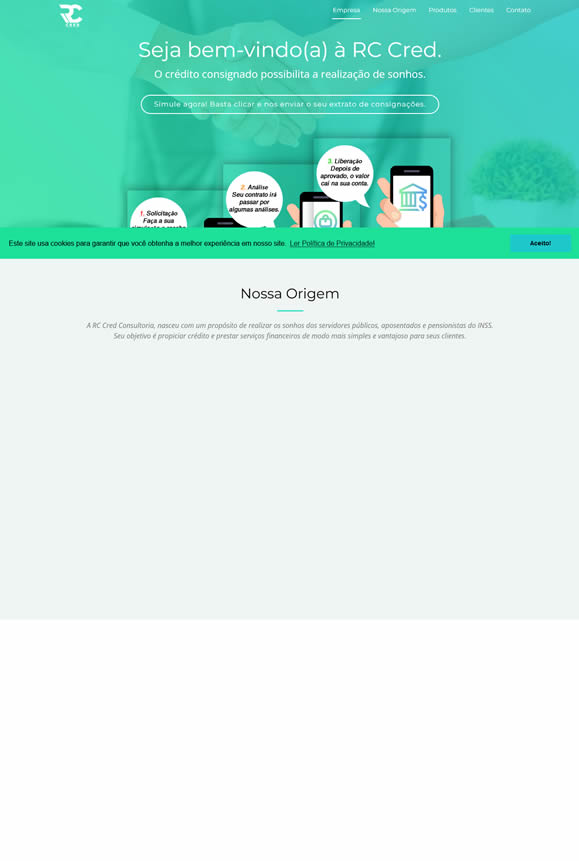 RC
CRED
Empresa Nossa Origem Produtos Clientes Contato
Seja bem-vindo(a) à RC Cred.
O crédito consignado possibilita a realização de sonhos.
Simule agora! Basta clicar e nos enviar o seu extrato de consignações.
3. Liberação
Depois de
aprovado, o valor
cai na sua conta.
2. Análise
Seu contrato irá
passar por
algumas análises.
1. Solicitação
Faça a sua
Este site usa cookies para garantir que você obtenha a melhor experiência em nosso site. Ler Política de Privacidade!
Aceito!
Nossa Origem
A RC Cred Consultoria, nasceu com um propósito de realizar os sonhos dos servidores públicos, aposentados e pensionistas do INSS.
Seu objetivo é propiciar crédito e prestar serviços financeiros de modo mais simples e vantajoso para seus clientes.